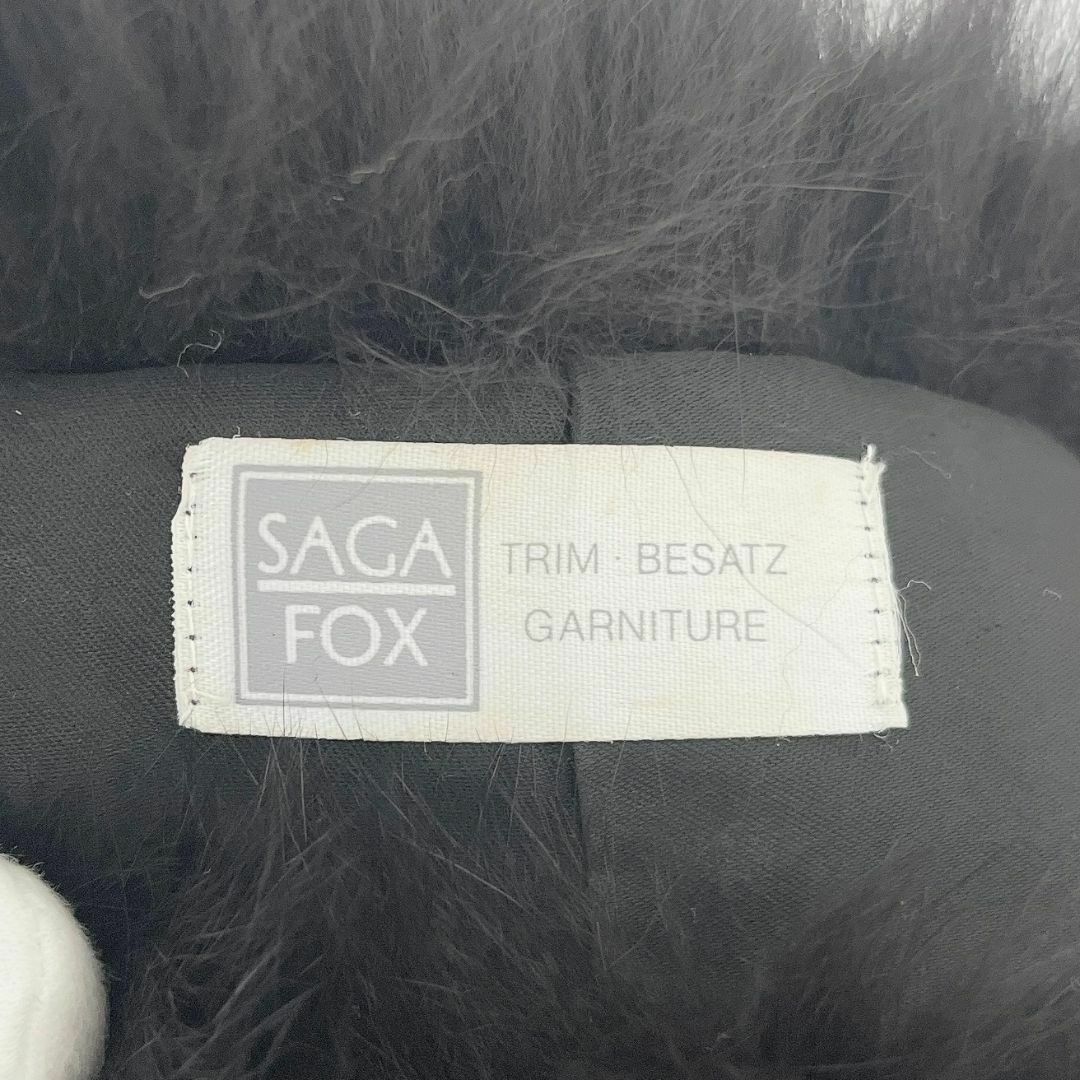 SAGA
FOX
TRIM · BESATZ
GARNITURE